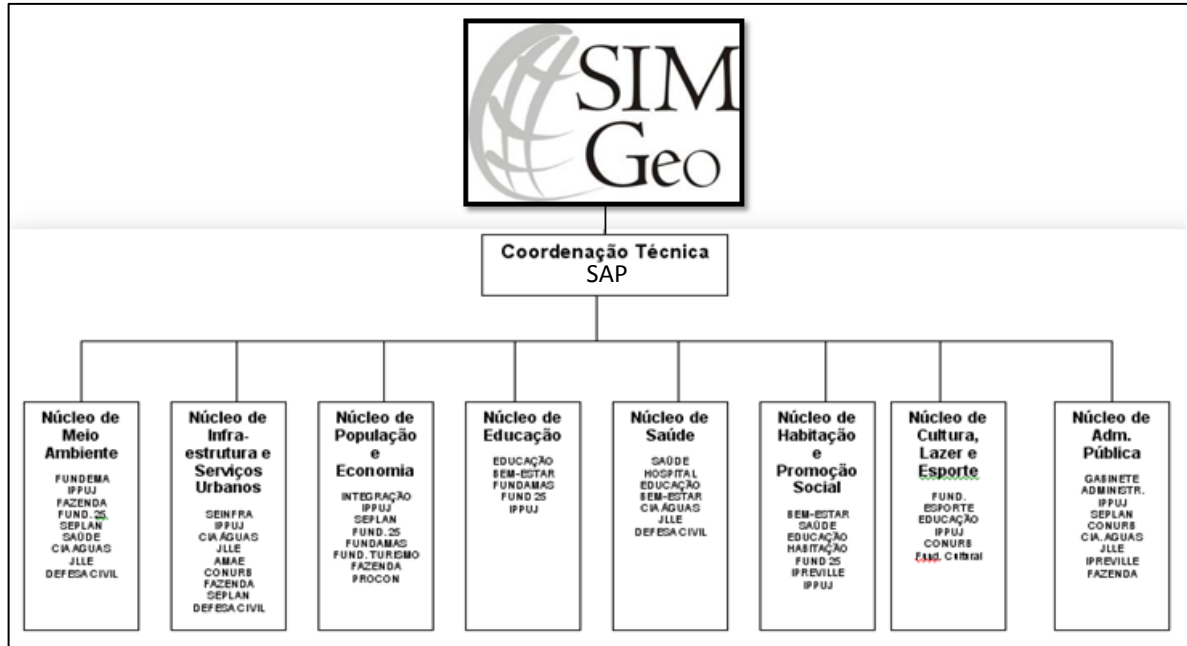 SIM
Geo
Coordenação Técnica
SAP
Núcleo de
Meio
Ambiente
FUNDEMA
IPPUJ
FAZENDA
FUND. 25
SEPLAN
SAÚDE
CIA.AGUAS
JLLE
DEFESA CIVIL
Núcleo de
Infra-
estrutura e
Serviços
Urbanos
SEINFRA
IPPUJ
CIA.ÁGUAS
JLLE
AMAE
CONURB
FAZENDA
SEPLAN
DEFESA CIVIL
Núcleo de
População
e
Economia
INTEGRAÇÃO
IPPUJ
SEPLAN
FUND. 25
FUNDAMAS
FUND. TURISMO
FAZENDA
PROCON
Núcleo de
Educação
EDUCAÇÃO
BEM-ESTAR
FUNDAMAS
FUND 25
IPPUJ
Núcleo de
Saúde
SAÚDE
HOSPITAL
EDUCAÇÃO
BEM-ESTAR
CIA.ÁGUAS
JLLE
DEFESA CIVIL
Núcleo de
Habitação
e
Promoção
Social
BEM-ESTAR
SAÚDE
EDUCAÇÃO
HABITAÇÃO
FUND 25
IPREVILLE
IPPUJ
Núcleo de
Cultura,
Lazer e
Esporte
FUND.
ESPORTE
EDUCAÇÃO
IPPUJ
CONURB
Fund. Cultural
Núcleo de
Adm.
Pública
GABINETE
ADMINISTR.
IPPUJ
SEPLAN
CONURB
CIA. AGUAS
JLLE
IPREVILLE
FAZENDA